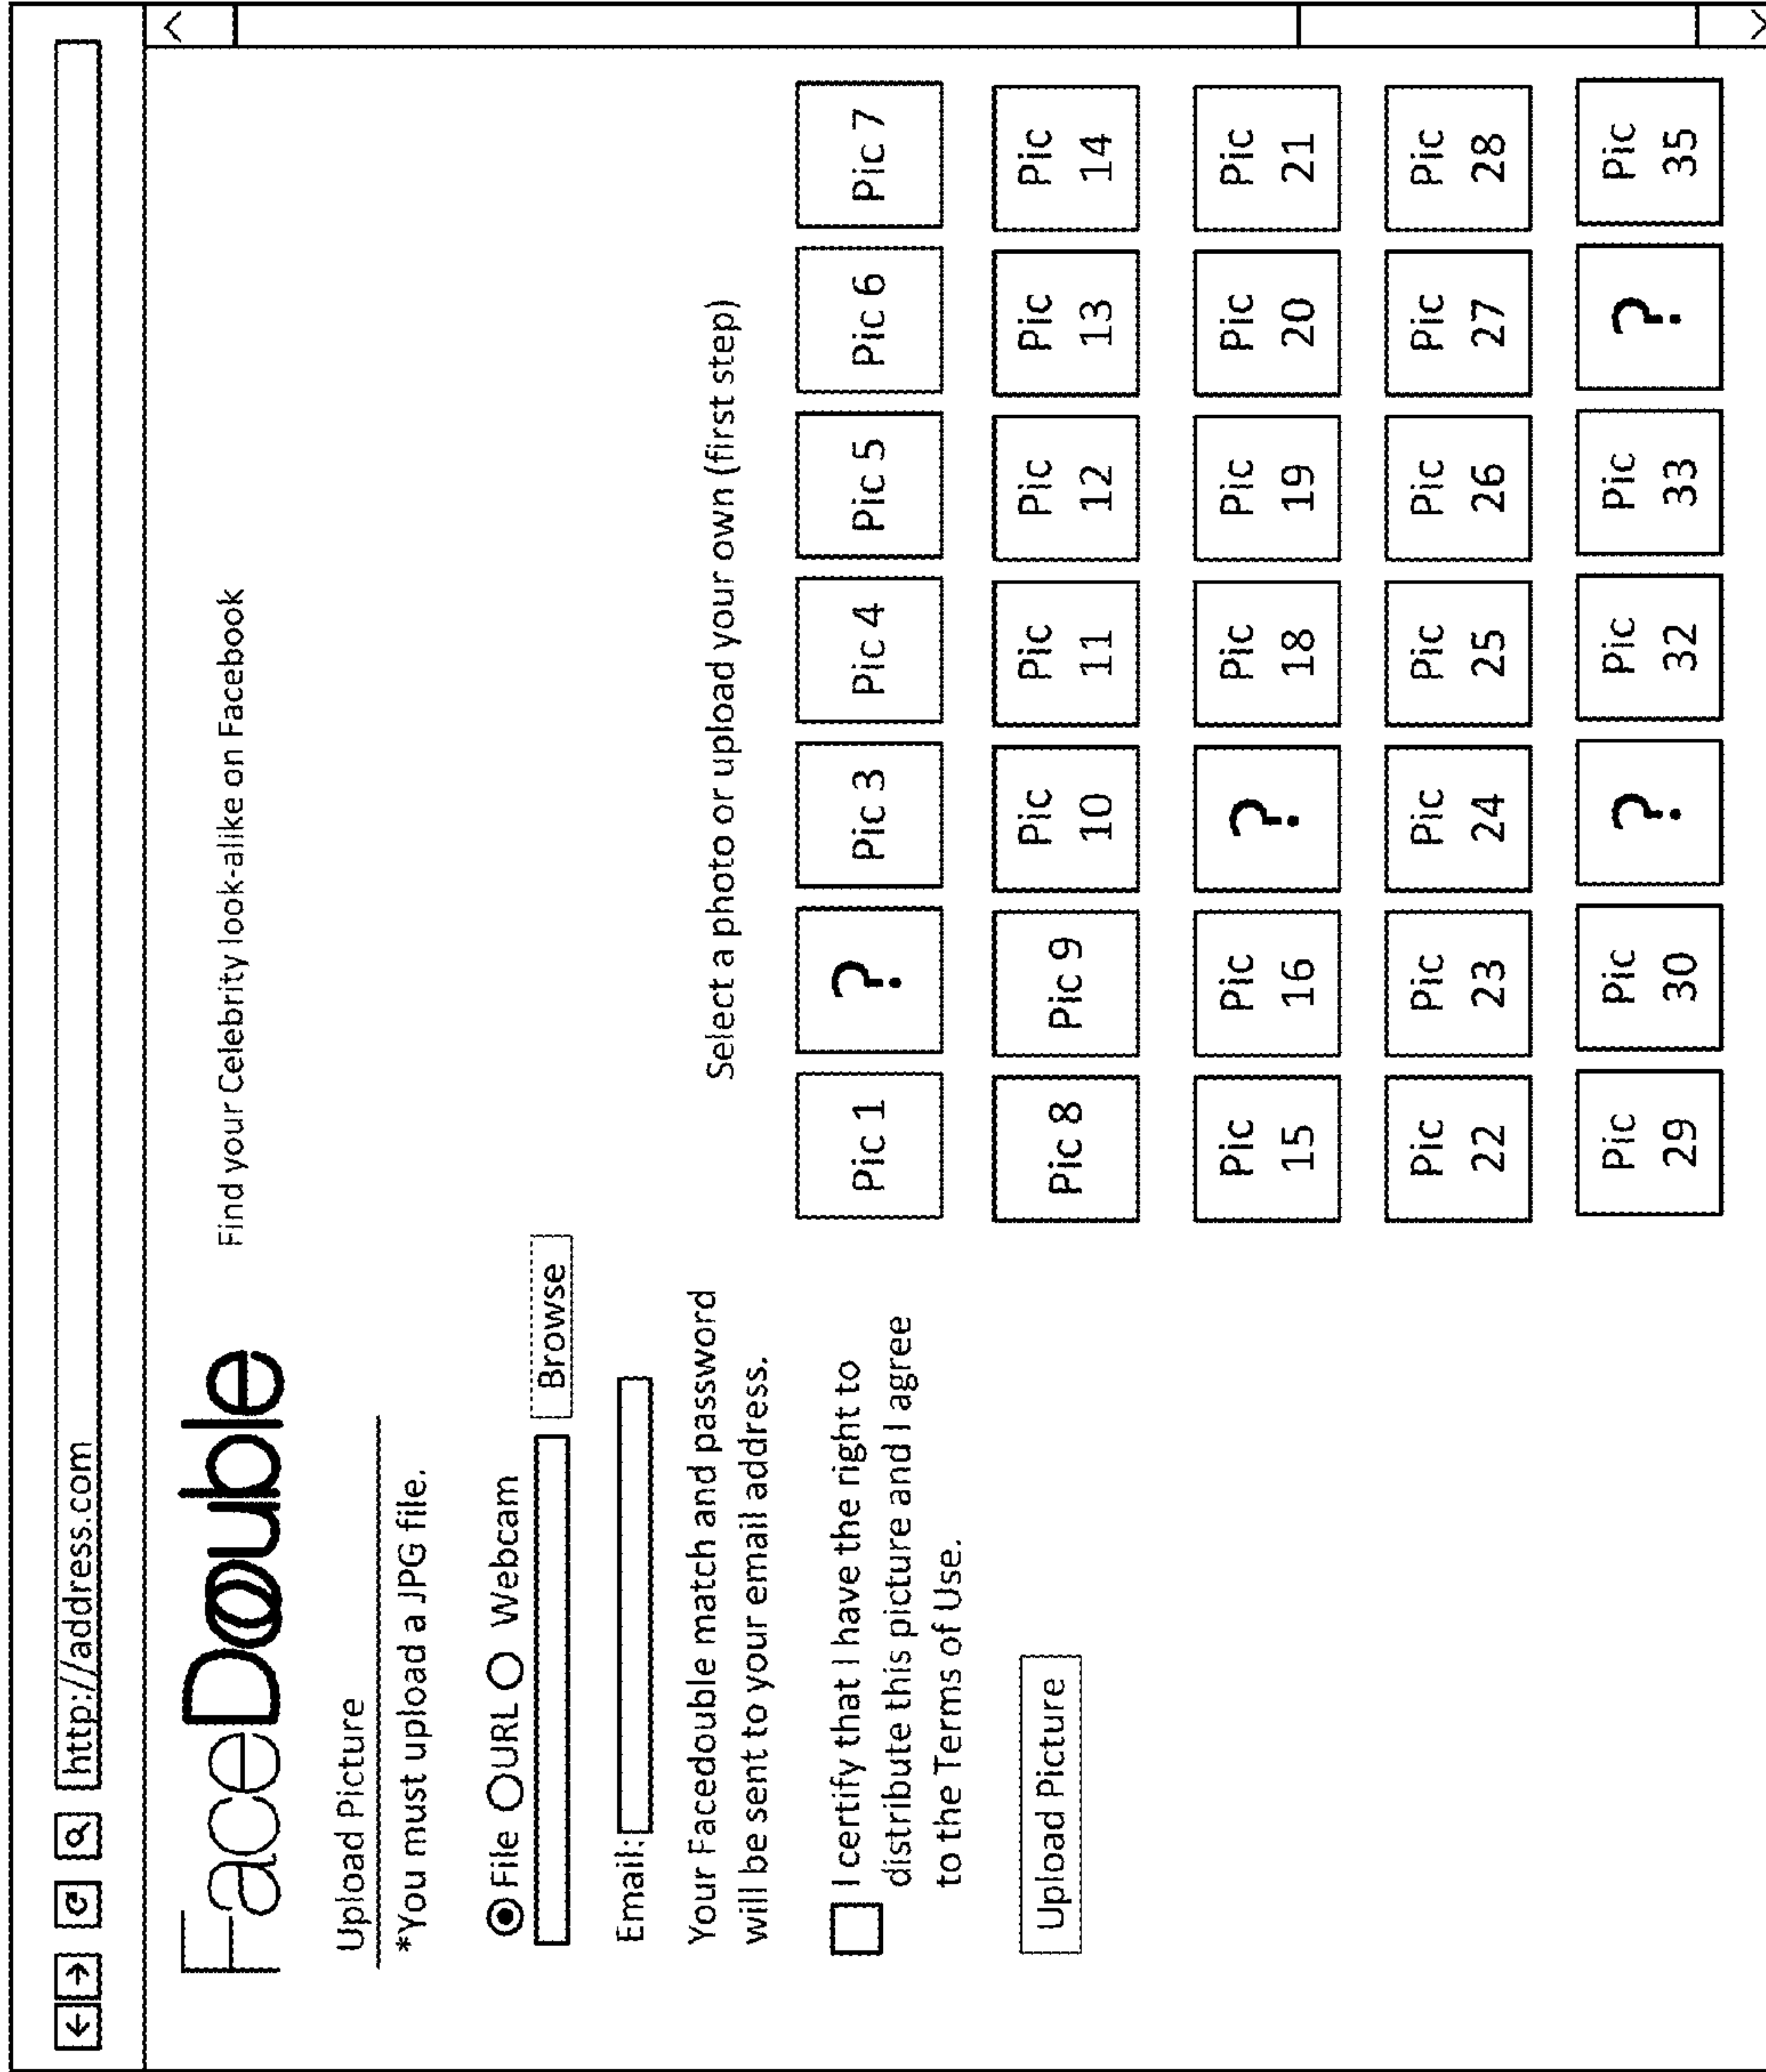 http://address.com
FaceDouble
Find your Celebrity look-alike on Facebook
Upload Picture
*You must upload a JPG file.
File URL Webcam
Browse
Email:
Your Facedouble match and password
will be sent to your email address.
I certify that I have the right to
distribute this picture and I agree
to the Terms of Use.
Upload Picture
Select a photo or upload your own (first step)
Pic 1 ? Pic 3 Pic 4 Pic 5 Pic 6 Pic 7
Pic 8 Pic 9 Pic 10 Pic 11 Pic 12 Pic 13 Pic 14
Pic 15 Pic 16 ? Pic 18 Pic 19 Pic 20 Pic 21
Pic 22 Pic 23 Pic 24 Pic 25 Pic 26 Pic 27 Pic 28
Pic 29 Pic 30 ? Pic 32 Pic 33 ? Pic 35